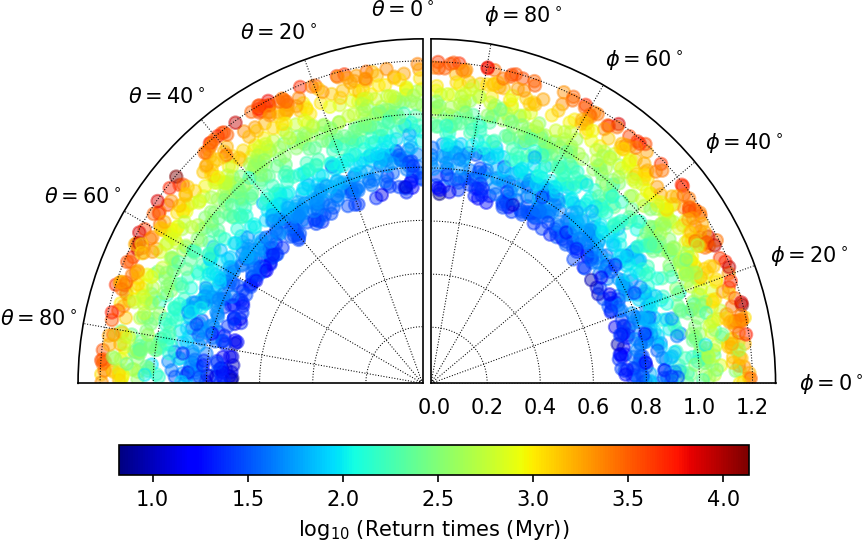 θ = 0°
ϕ = 80°
θ = 20°
ϕ = 60°
θ = 40°
ϕ = 40°
θ = 60°
ϕ = 20°
θ = 80°
ϕ = 0°
0.0 0.2 0.4 0.6 0.8 1.0 1.2
1.0 1.5 2.0 2.5 3.0 3.5 4.0
log₁₀ (Return times (Myr))